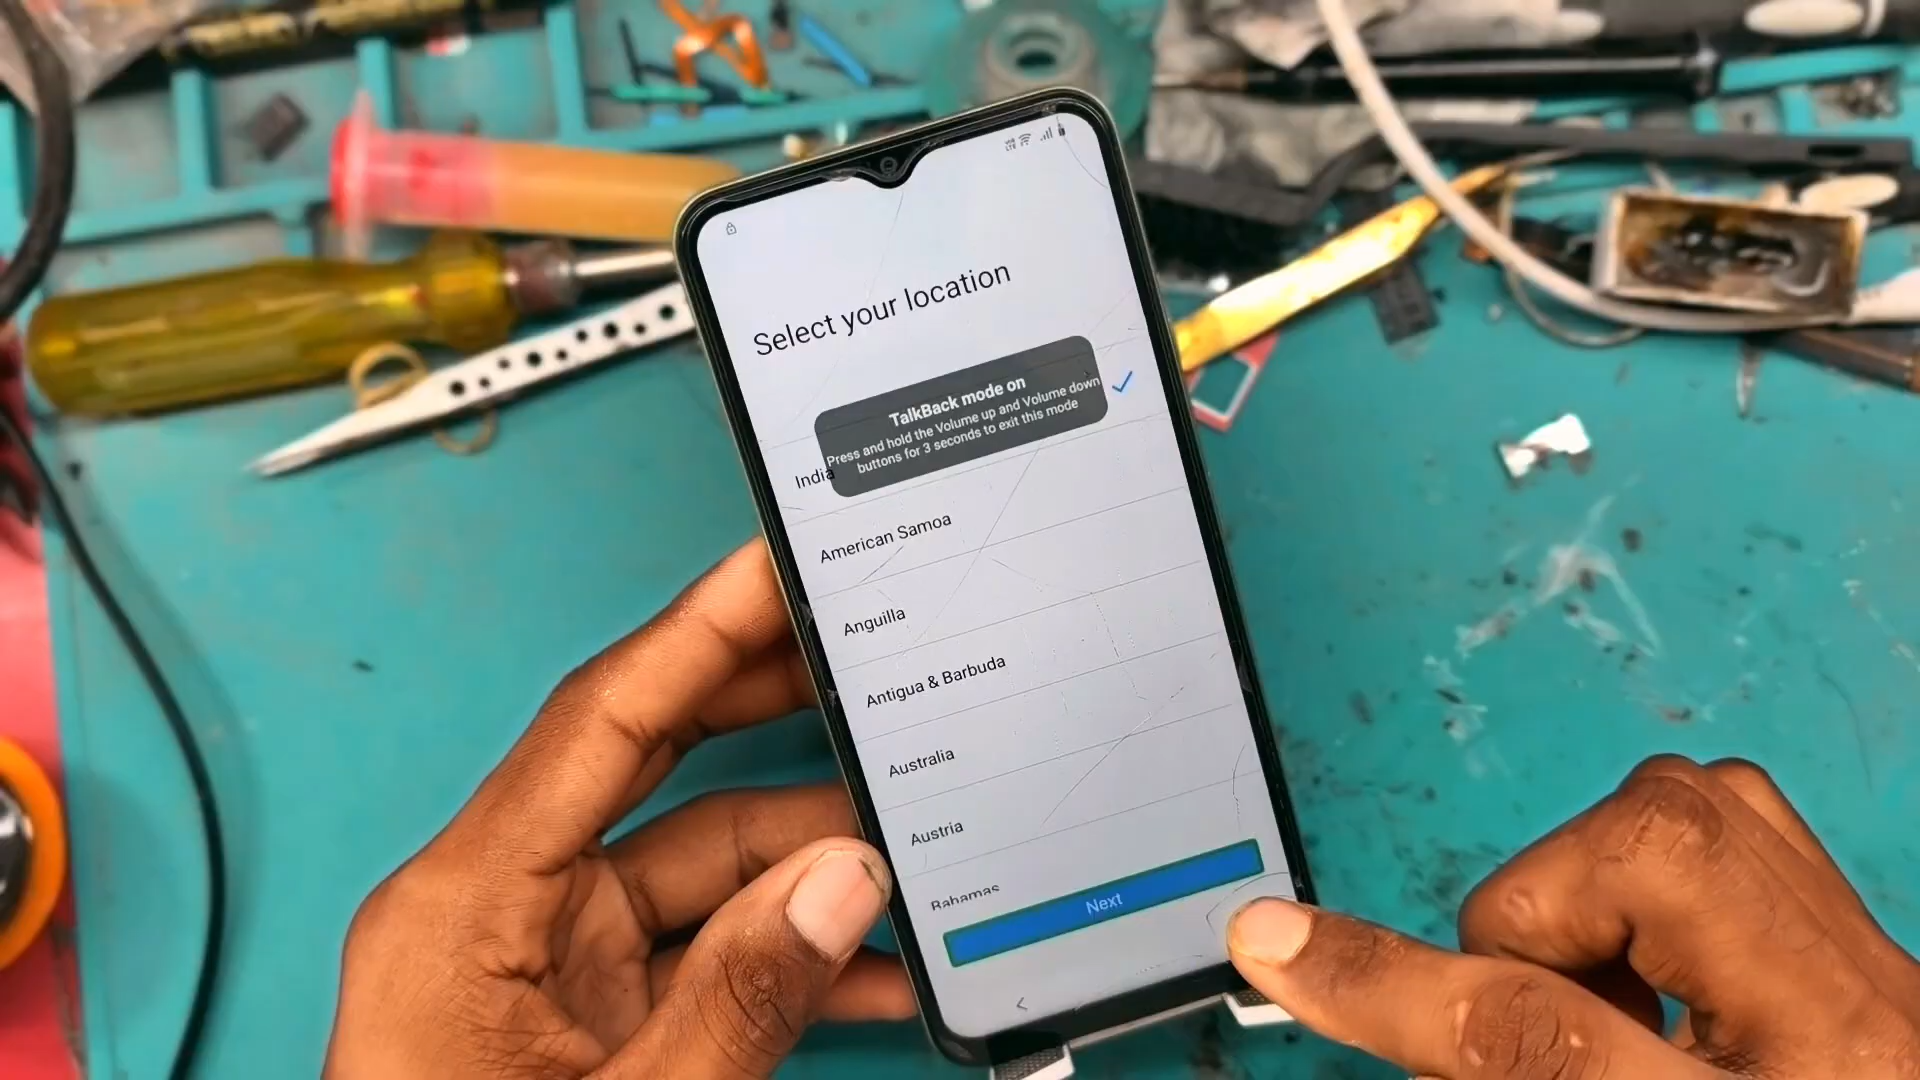 Select your location
TalkBack mode on
Press and hold the Volume up and Volume down
buttons for 3 seconds to exit this mode
India
American Samoa
Anguilla
Antigua & Barbuda
Australia
Austria
Bahamas
Next